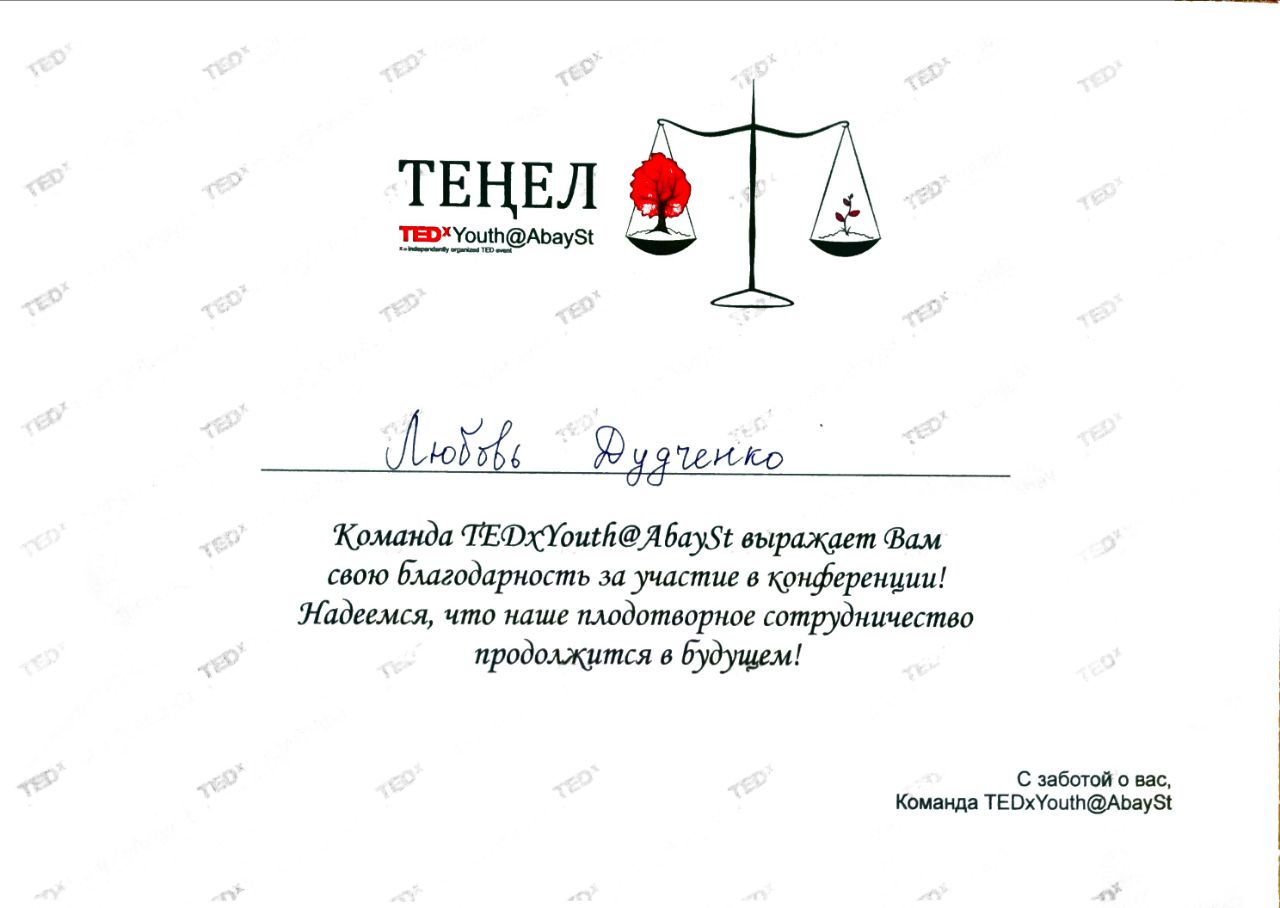 ТЕҢЕЛ
TEDxYouth@AbaySt
x = independently organized TED event
Любовь Дудченко
Команда TEDxYouth@AbaySt выражает Вам
свою благодарность за участие в конференции!
Надеемся, что наше плодотворное сотрудничество
продолжится в будущем!
С заботой о вас,
Команда TEDxYouth@AbaySt